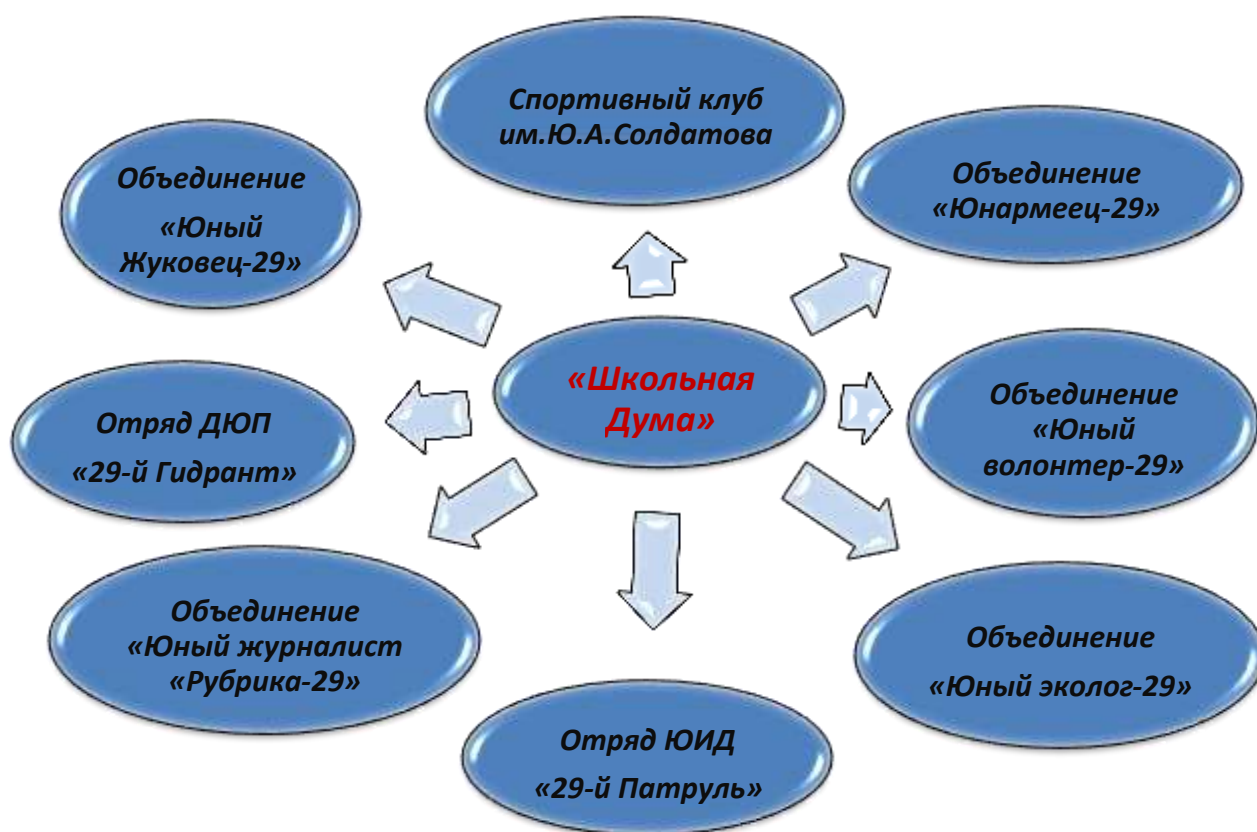 Спортивный клуб
им.Ю.А.Солдатова
Объединение
«Юный
Жуковец-29»
Объединение
«Юнармеец-29»
«Школьная
Дума»
Отряд ДЮП
«29-й Гидрант»
Объединение
«Юный
волонтер-29»
Объединение
«Юный журналист
«Рубрика-29»
Объединение
«Юный эколог-29»
Отряд ЮИД
«29-й Патруль»